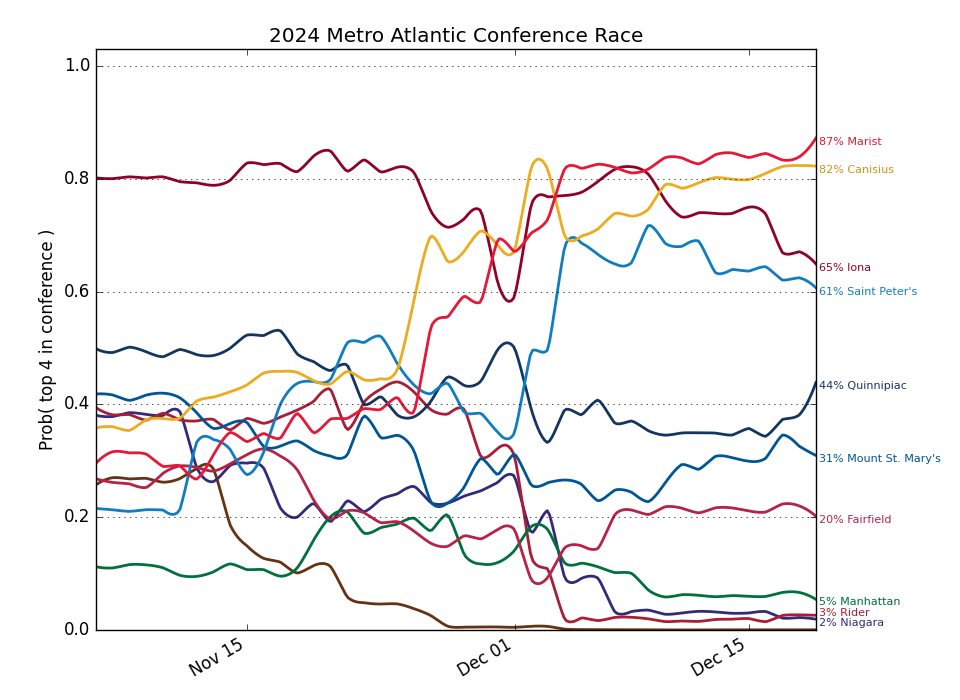 2024 Metro Atlantic Conference Race
Prob( top 4 in conference )
1.0
0.8
0.6
0.4
0.2
0.0
Nov 15
Dec 01
Dec 15
87% Marist
82% Canisius
65% Iona
61% Saint Peter's
44% Quinnipiac
31% Mount St. Mary's
20% Fairfield
5% Manhattan
3% Rider
2% Niagara